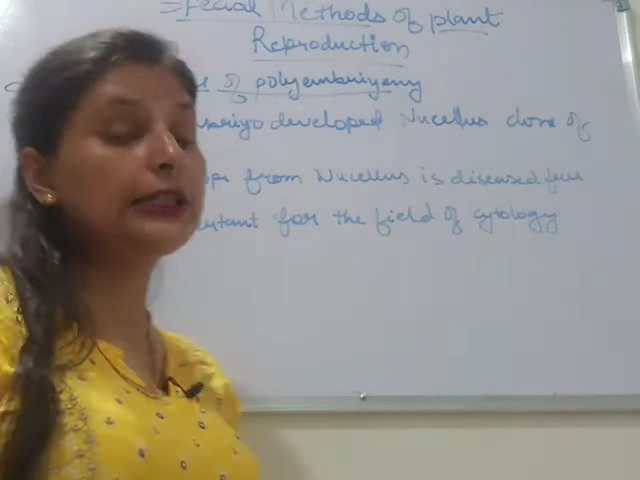 Special Methods of plant
Reproduction
of polyembriyony
developed Nucellus clone of
from Nucellus is diseased free
for the field of cytology